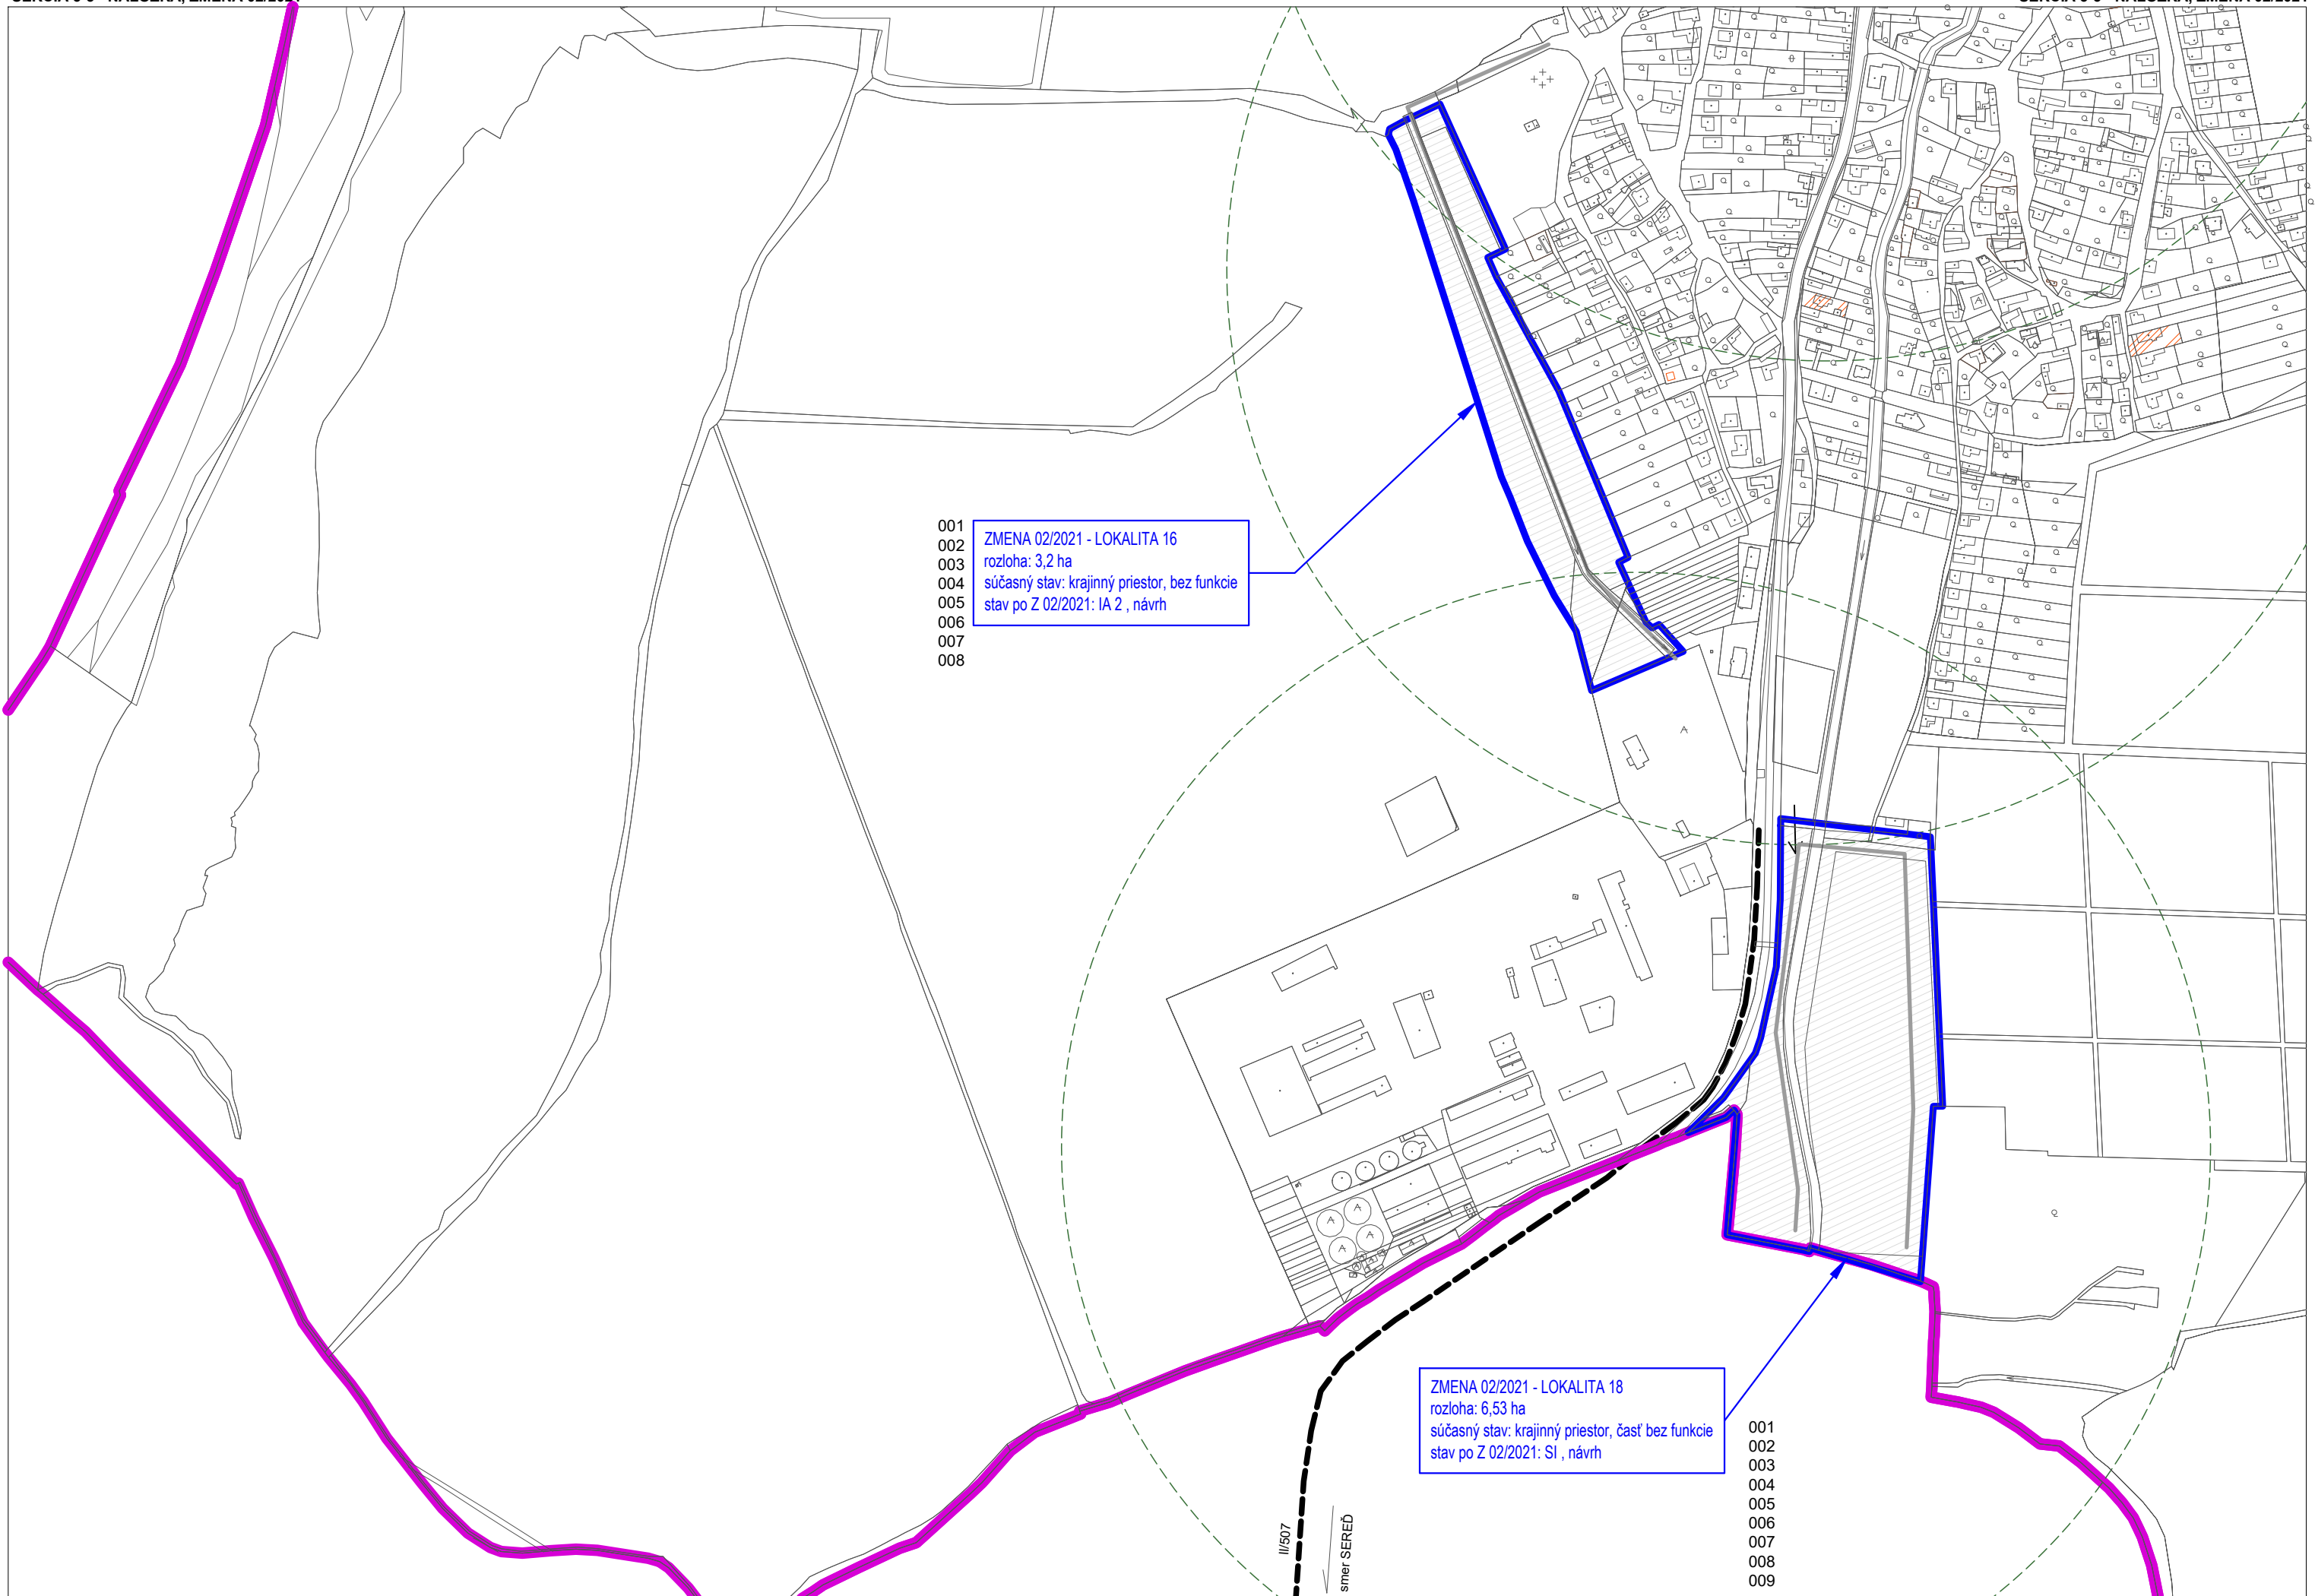 001
002
003
004
005
006
007
008
ZMENA 02/2021 - LOKALITA 16
rozloha: 3,2 ha
súčasný stav: krajinný priestor, bez funkcie
stav po Z 02/2021: IA 2 , návrh
ZMENA 02/2021 - LOKALITA 18
rozloha: 6,53 ha
súčasný stav: krajinný priestor, časť bez funkcie
stav po Z 02/2021: SI , návrh
001
002
003
004
005
006
007
008
009
II/507
smer SEREĎ